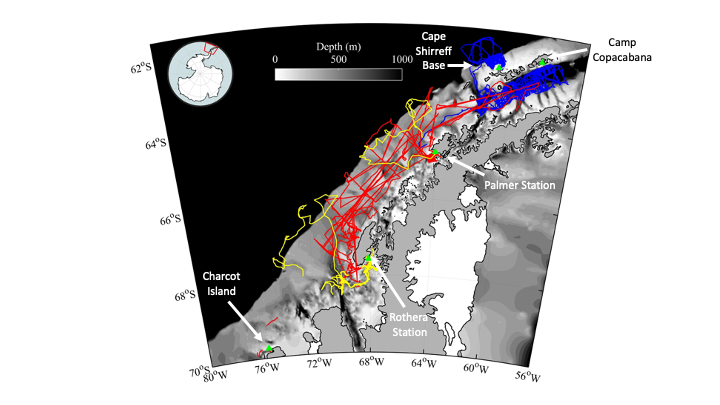 Cape
Shirreff
Base
Camp
Copacabana
Depth (m)
0 500 1000
62°S
64°S
Palmer Station
66°S
Charcot
Island
68°S
Rothera
Station
70°S
80°W 76°W 72°W 68°W 64°W 60°W 56°W